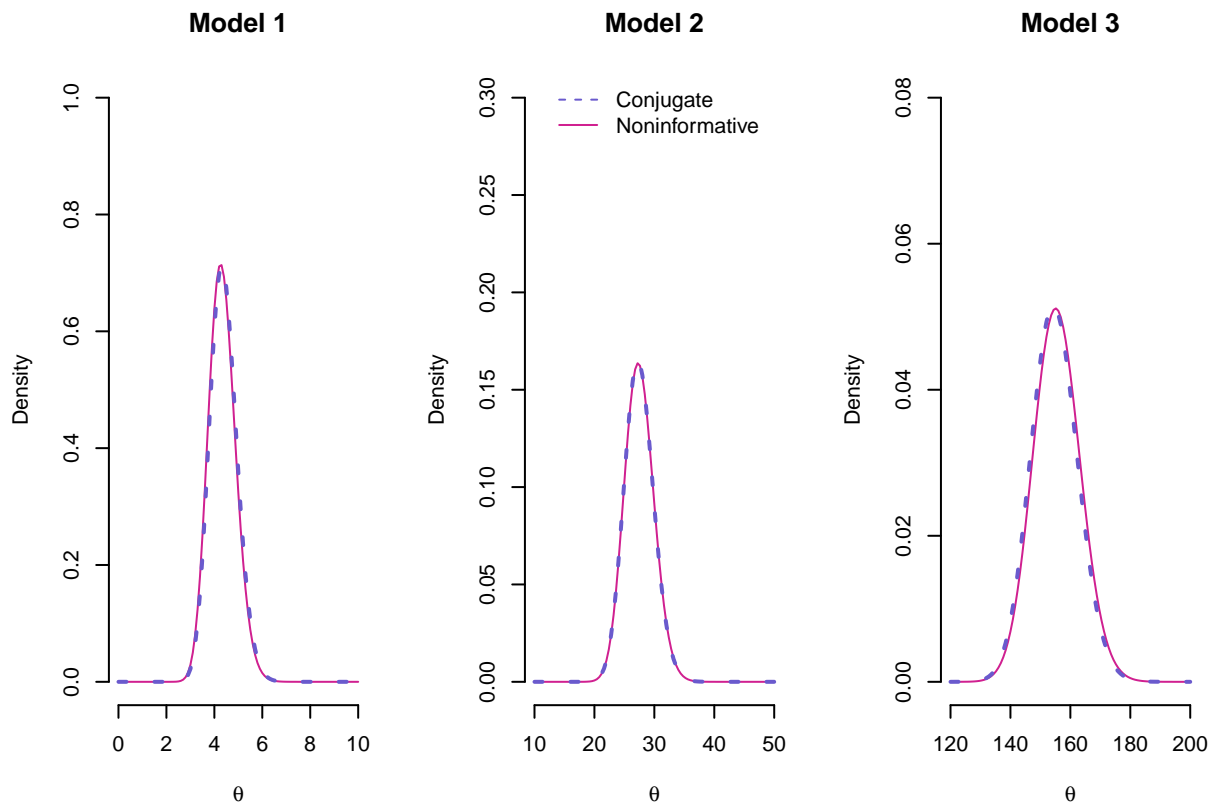 Model 1
Density
0.0 0.2 0.4 0.6 0.8 1.0
0 2 4 6 8 10
θ
Model 2
Conjugate
Noninformative
Density
0.00 0.05 0.10 0.15 0.20 0.25 0.30
10 20 30 40 50
θ
Model 3
Density
0.00 0.02 0.04 0.06 0.08
120 140 160 180 200
θ